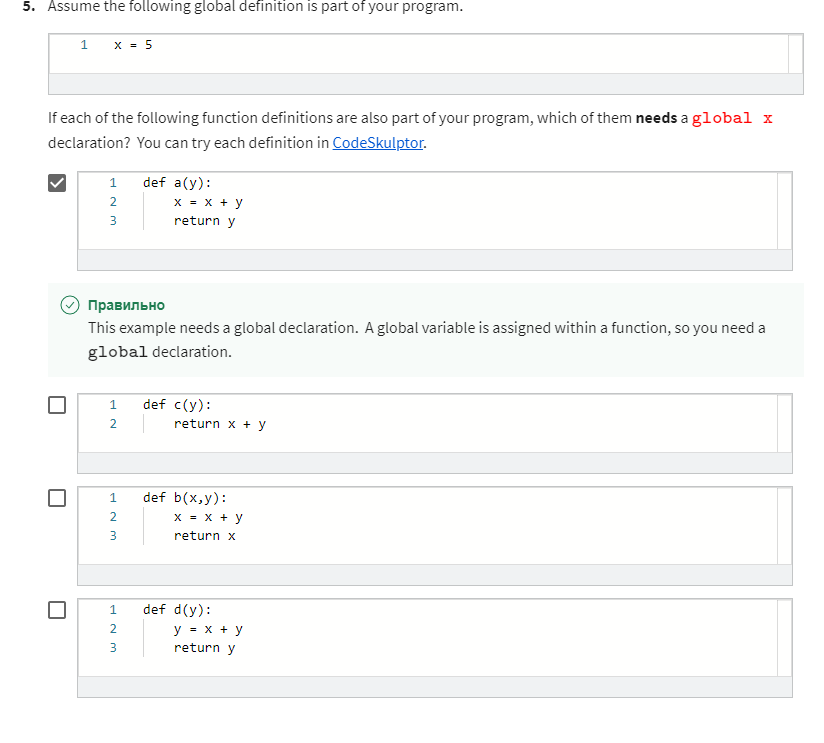 5. Assume the following global definition is part of your program.
1 x = 5
If each of the following function definitions are also part of your program, which of them needs a global x
declaration? You can try each definition in CodeSkulptor.
1 def a(y):
2 x = x + y
3 return y
Правильно
This example needs a global declaration. A global variable is assigned within a function, so you need a
global declaration.
1 def c(y):
2 return x + y
1 def b(x,y):
2 x = x + y
3 return x
1 def d(y):
2 y = x + y
3 return y